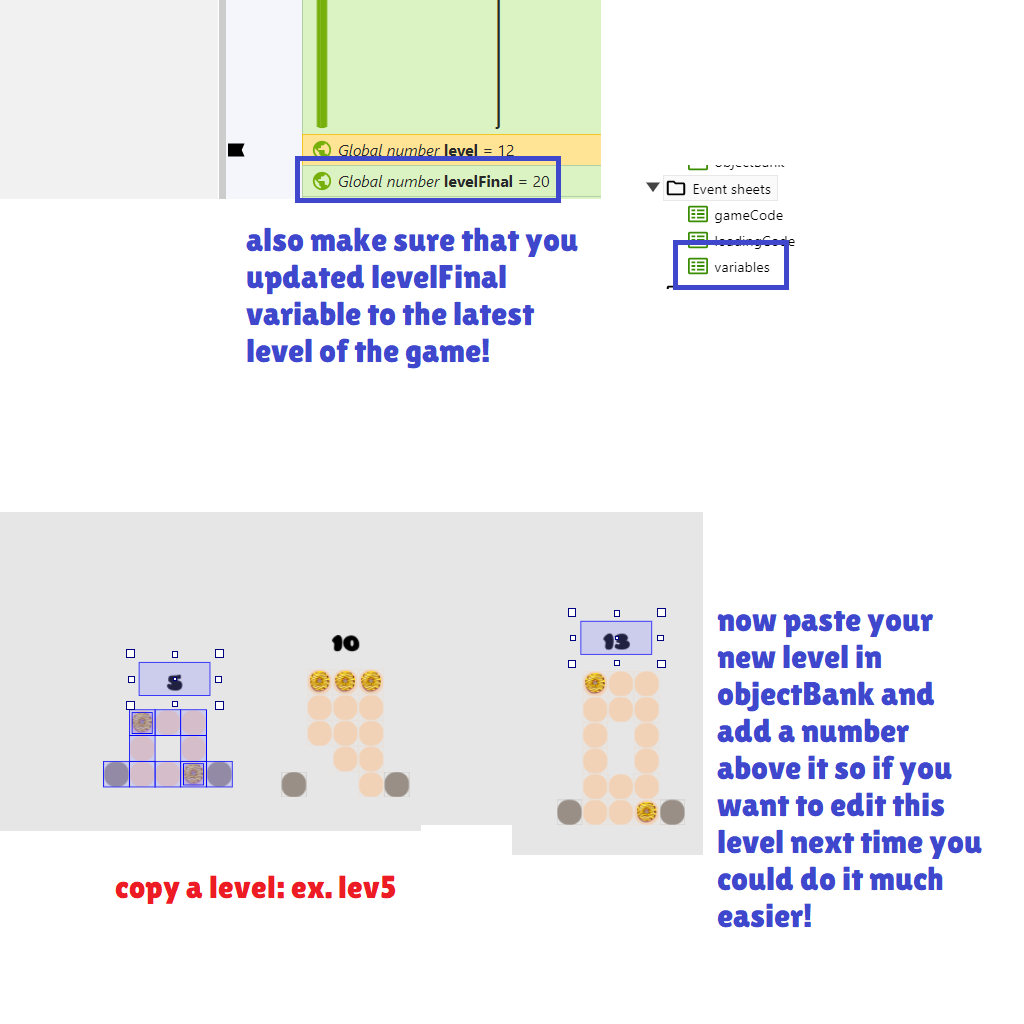 Global number level = 12
Global number levelFinal = 20
objectBank
Event sheets
gameCode
loadingCode
variables
also make sure that you
updated levelFinal
variable to the latest
level of the game!
5
10
13
now paste your
new level in
objectBank and
add a number
above it so if you
want to edit this
level next time you
could do it much
easier!
copy a level: ex. lev5